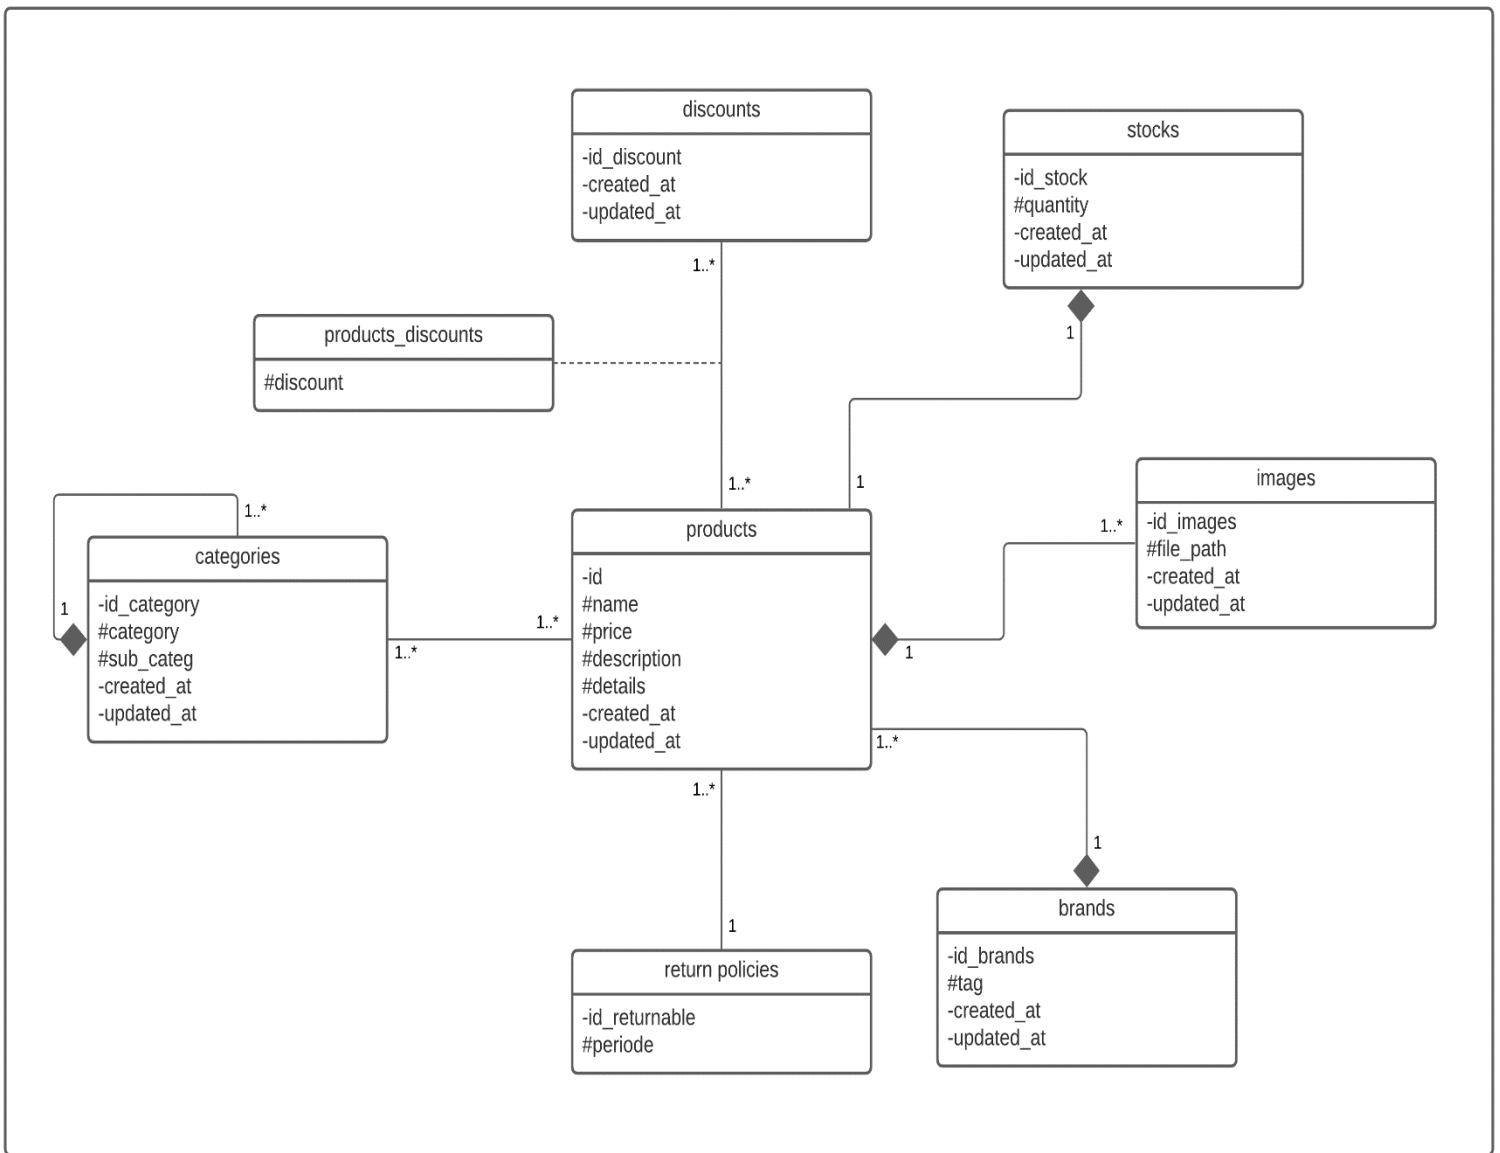 discounts
-id_discount
-created_at
-updated_at
1..*
stocks
-id_stock
#quantity
-created_at
-updated_at
1
products_discounts
#discount
1..*
1
images
-id_images
#file_path
-created_at
-updated_at
1..*
1
1..*
categories
-id_category
#category
#sub_categ
-created_at
-updated_at
1
1..*
1..*
products
-id
#name
#price
#description
#details
-created_at
-updated_at
1..*
1..*
1
brands
-id_brands
#tag
-created_at
-updated_at
1
return policies
-id_returnable
#periode